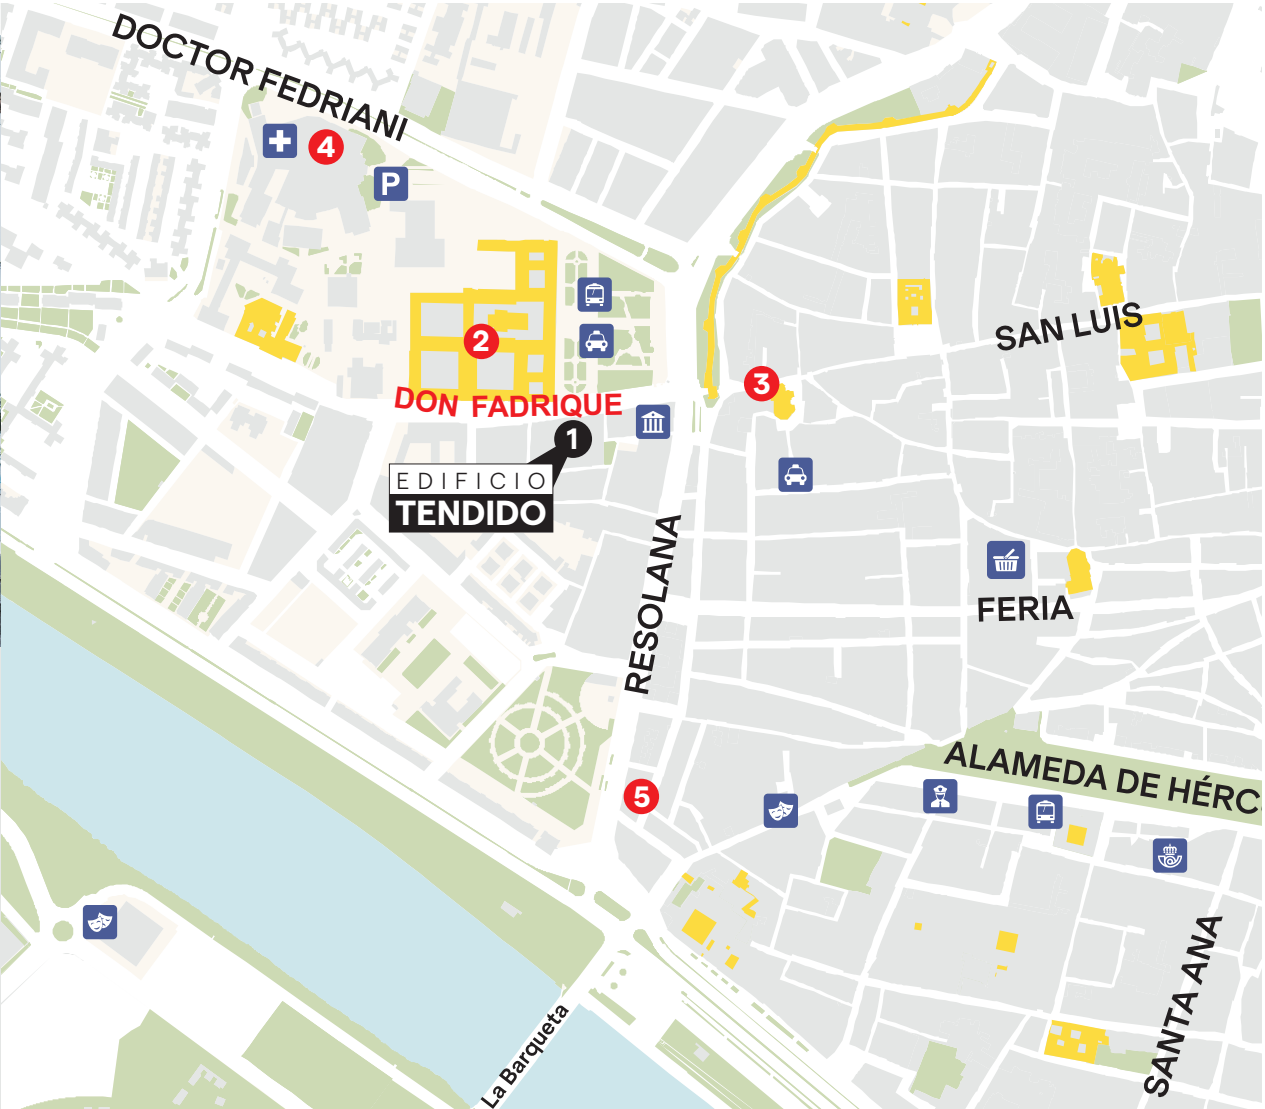 DOCTOR FEDRIANI
4
P
2
SAN LUIS
3
DON FADRIQUE
1
EDIFICIO
TENDIDO
RESOLANA
FERIA
ALAMEDA DE HÉRC
5
SANTA ANA
La Barqueta